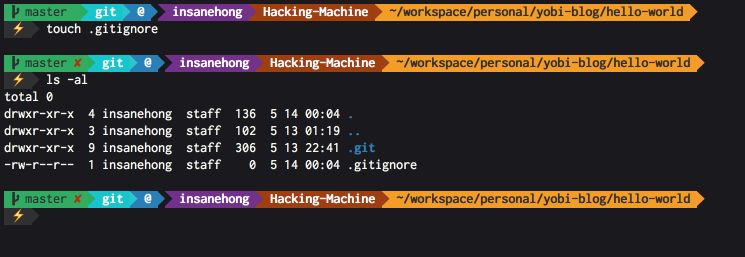 master git @ insanehong Hacking-Machine ~/workspace/personal/yobi-blog/hello-world
⚡ touch .gitignore
master ✘ git @ insanehong Hacking-Machine ~/workspace/personal/yobi-blog/hello-world
⚡ ls -al
total 0
drwxr-xr-x 4 insanehong staff 136 5 14 00:04 .
drwxr-xr-x 3 insanehong staff 102 5 13 01:19 ..
drwxr-xr-x 9 insanehong staff 306 5 13 22:41 .git
-rw-r--r-- 1 insanehong staff 0 5 14 00:04 .gitignore
master ✘ git @ insanehong Hacking-Machine ~/workspace/personal/yobi-blog/hello-world
⚡